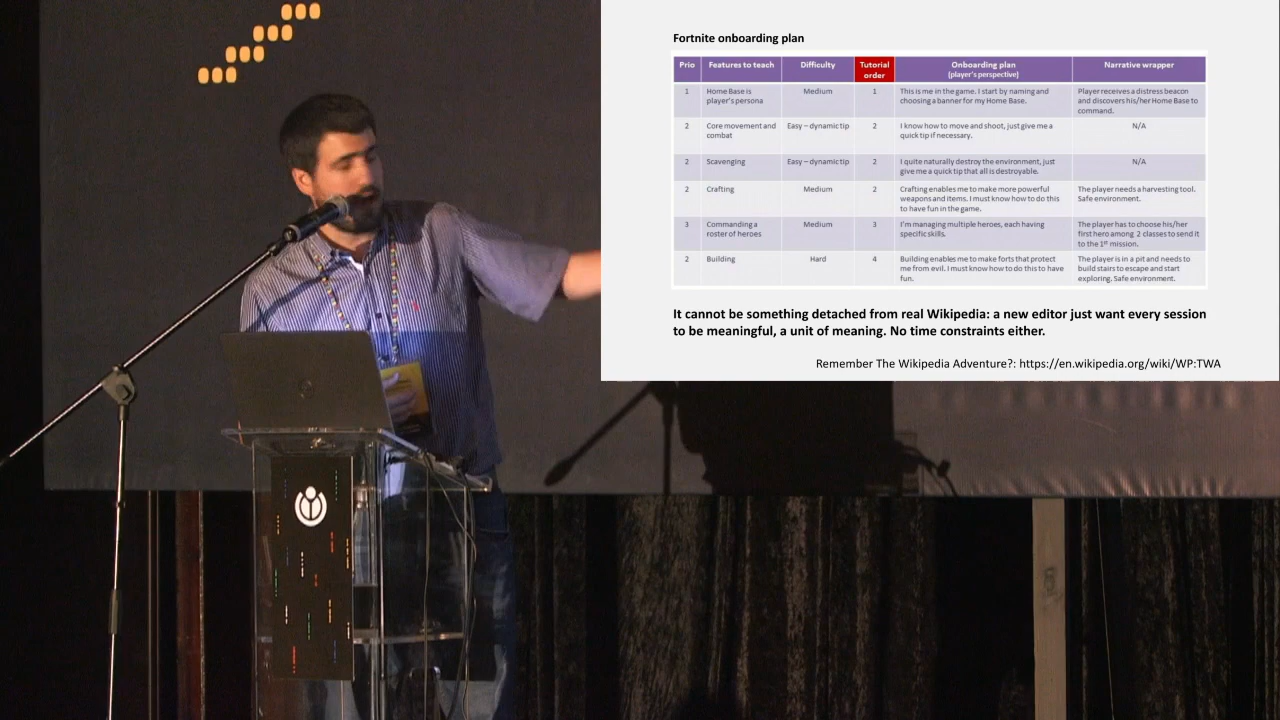 Fortnite onboarding plan
Prio Features to teach Difficulty Tutorial order Onboarding plan (player's perspective) Narrative wrapper
1 Home Base is player's persona Medium 1 This is me in the game. I start by naming and choosing a banner for my Home Base. Player receives a distress beacon and discovers his/her Home Base to command.
2 Core movement and combat Easy – dynamic tip 2 I know how to move and shoot, just give me a quick tip if necessary. N/A
2 Scavenging Easy – dynamic tip 2 I quite naturally destroy the environment, just give me a quick tip that all is destroyable. N/A
2 Crafting Medium 2 Crafting enables me to make more powerful weapons and items. I must know how to do this to have fun in the game. The player needs a harvesting tool. Safe environment.
3 Commanding a roster of heroes Medium 3 I'm managing multiple heroes, each having specific skills. The player has to choose his/her first hero among 2 classes to send it to the 1st mission.
2 Building Hard 4 Building enables me to make forts that protect me from evil. I must know how to do this to have fun. The player is in a pit and needs to build stairs to escape and start exploring. Safe environment.
It cannot be something detached from real Wikipedia: a new editor just want every session
to be meaningful, a unit of meaning. No time constraints either.
Remember The Wikipedia Adventure?: https://en.wikipedia.org/wiki/WP:TWA